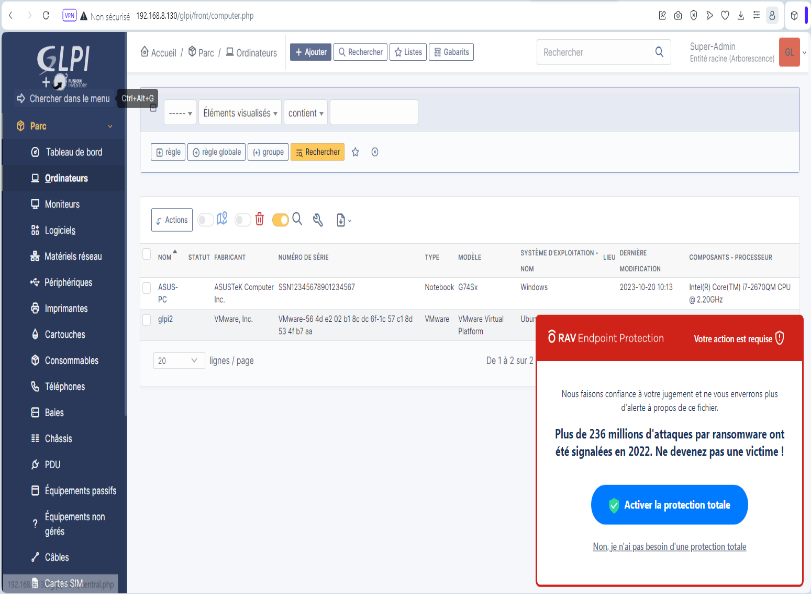 VPN Non sécurisé 192.168.8.130/glpi/front/computer.php
GLPI
FUSION
INVENTORY
Accueil / Parc / Ordinateurs
Ajouter Rechercher Listes Gabarits
Rechercher
Super-Admin
Entité racine (Arborescence)
GL
Chercher dans le menu
Ctrl+Alt+G
Parc
Tableau de bord
Ordinateurs
Moniteurs
Logiciels
Matériels réseau
Périphériques
Imprimantes
Cartouches
Consommables
Téléphones
Baies
Châssis
PDU
Équipements passifs
Équipements non
gérés
Câbles
Cartes SIM
----- Éléments visualisés contient
règle règle globale (+) groupe Rechercher
Actions
NOM STATUT FABRICANT NUMÉRO DE SÉRIE TYPE MODÈLE SYSTÈME D'EXPLOITATION - NOM LIEU DERNIÈRE MODIFICATION COMPOSANTS - PROCESSEUR
ASUS- ASUSTeK Computer SSN12345678901234567 Notebook G74Sx Windows 2023-10-20 10:13 Intel(R) Core(TM) i7-2670QM CPU
PC Inc. @ 2.20GHz
glpi2 VMware, Inc. VMware-56 4d e2 02 b1 8c dc 6f-1c 57 c1 8d VMware VMware Virtual Ubun
53 4f b7 aa Platform
20 lignes / page
De 1 à 2 sur 2
RAV Endpoint Protection
Votre action est requise
Nous faisons confiance à votre jugement et ne vous enverrons plus
d'alerte à propos de ce fichier.
Plus de 236 millions d'attaques par ransomware ont
été signalées en 2022. Ne devenez pas une victime !
Activer la protection totale
Non, je n'ai pas besoin d'une protection totale